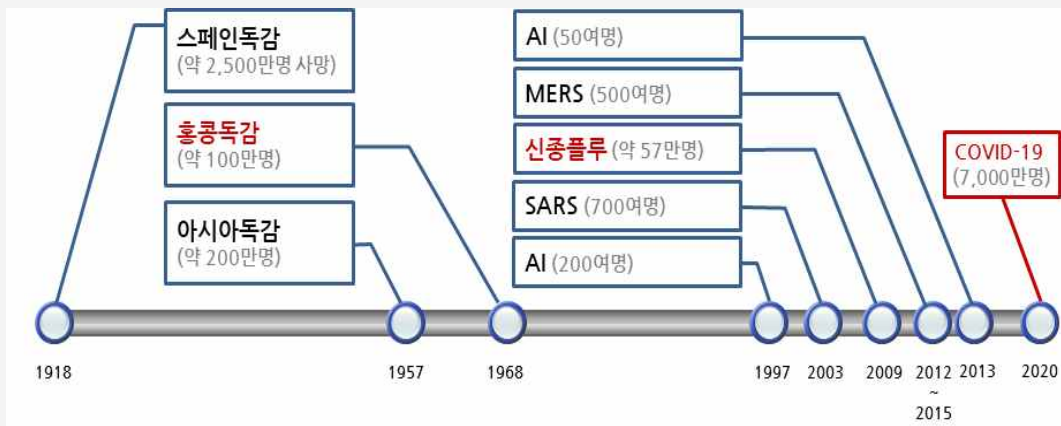 스페인독감
(약 2,500만명 사망)
홍콩독감
(약 100만명)
아시아독감
(약 200만명)
AI (50여명)
MERS (500여명)
신종플루 (약 57만명)
SARS (700여명)
AI (200여명)
COVID-19
(7,000만명)
1918
1957
1968
1997
2003
2009
2012
~
2015
2013
2020